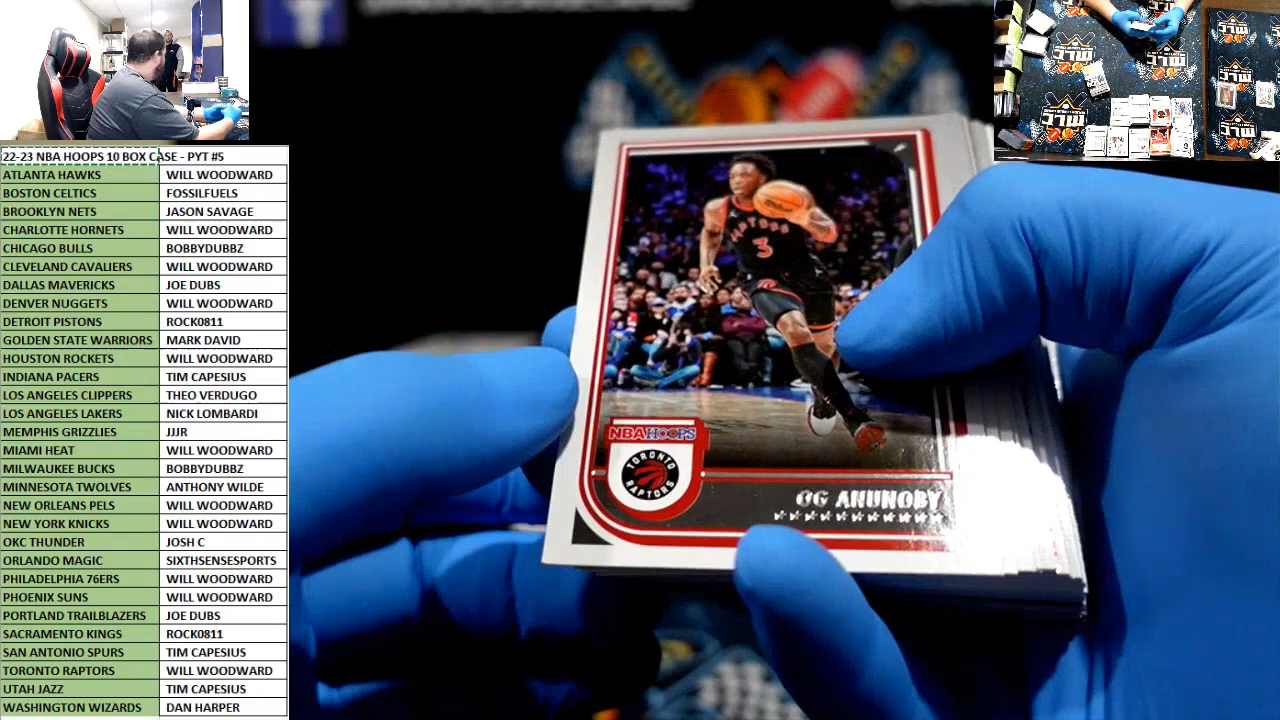 22-23 NBA HOOPS 10 BOX CASE - PYT #5
ATLANTA HAWKS WILL WOODWARD
BOSTON CELTICS FOSSILFUELS
BROOKLYN NETS JASON SAVAGE
CHARLOTTE HORNETS WILL WOODWARD
CHICAGO BULLS BOBBYDUBBZ
CLEVELAND CAVALIERS WILL WOODWARD
DALLAS MAVERICKS JOE DUBS
DENVER NUGGETS WILL WOODWARD
DETROIT PISTONS ROCK0811
GOLDEN STATE WARRIORS MARK DAVID
HOUSTON ROCKETS WILL WOODWARD
INDIANA PACERS TIM CAPESIUS
LOS ANGELES CLIPPERS THEO VERDUGO
LOS ANGELES LAKERS NICK LOMBARDI
MEMPHIS GRIZZLIES JJJR
MIAMI HEAT WILL WOODWARD
MILWAUKEE BUCKS BOBBYDUBBZ
MINNESOTA TWOLVES ANTHONY WILDE
NEW ORLEANS PELS WILL WOODWARD
NEW YORK KNICKS WILL WOODWARD
OKC THUNDER JOSH C
ORLANDO MAGIC SIXTHSENSESPORTS
PHILADELPHIA 76ERS WILL WOODWARD
PHOENIX SUNS WILL WOODWARD
PORTLAND TRAILBLAZERS JOE DUBS
SACRAMENTO KINGS ROCK0811
SAN ANTONIO SPURS TIM CAPESIUS
TORONTO RAPTORS WILL WOODWARD
UTAH JAZZ TIM CAPESIUS
WASHINGTON WIZARDS DAN HARPER
RAPTORS
3
NBA HOOPS
TORONTO
RAPTORS
OG ANUNOBY